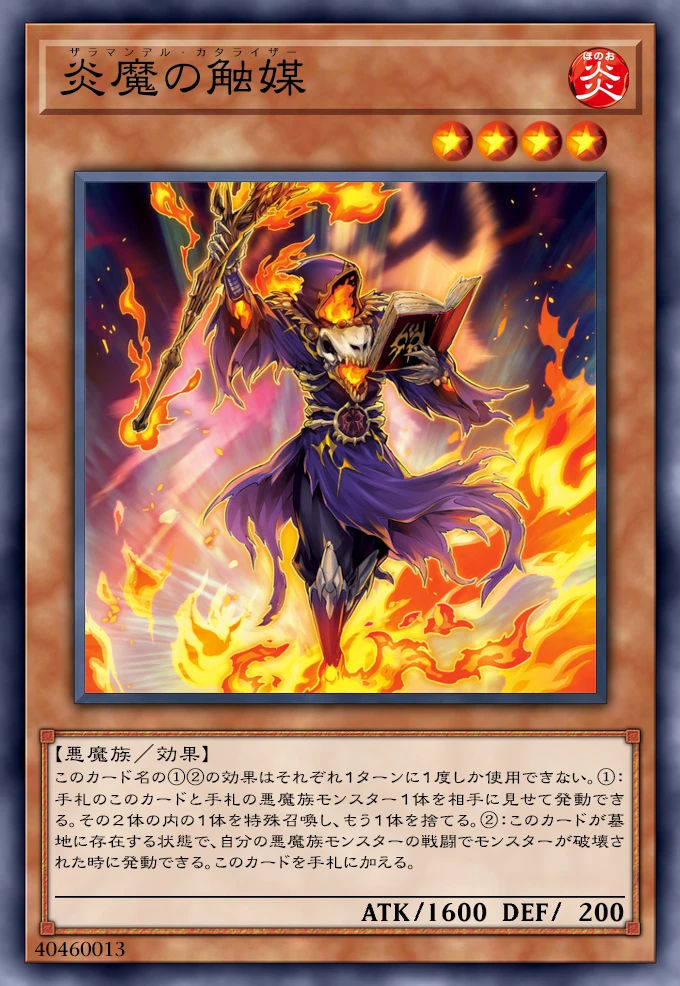 ザラマンデル・カタライザー
炎魔の触媒
ほのお
炎
【悪魔族／効果】
このカード名の①②の効果はそれぞれ1ターンに1度しか使用できない。①：
手札のこのカードと手札の悪魔族モンスター1体を相手に見せて発動でき
る。その2体の内の1体を特殊召喚し、もう1体を捨てる。②：このカードが墓
地に存在する状態で、自分の悪魔族モンスターの戦闘でモンスターが破壊さ
れた時に発動できる。このカードを手札に加える。
ATK/1600 DEF/ 200
40460013